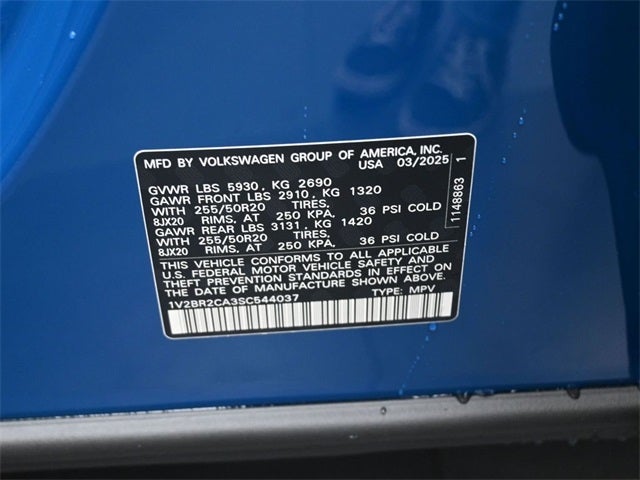 MFD BY VOLKSWAGEN GROUP OF AMERICA, INC.
USA 03/2025
GVWR LBS 5930, KG 2690
GAWR FRONT LBS 2910, KG 1320
WITH 255/50R20 TIRES,
8JX20 RIMS, AT 250 KPA, 36 PSI COLD
GAWR REAR LBS 3131, KG 1420
WITH 255/50R20 TIRES,
8JX20 RIMS, AT 250 KPA, 36 PSI COLD
THIS VEHICLE CONFORMS TO ALL APPLICABLE
U.S. FEDERAL MOTOR VEHICLE SAFETY AND
THEFT PREVENTION STANDARDS IN EFFECT ON
THE DATE OF MANUFACTURE SHOWN ABOVE.
1V2BR2CA3SC544037 TYPE: MPV
1148863 1